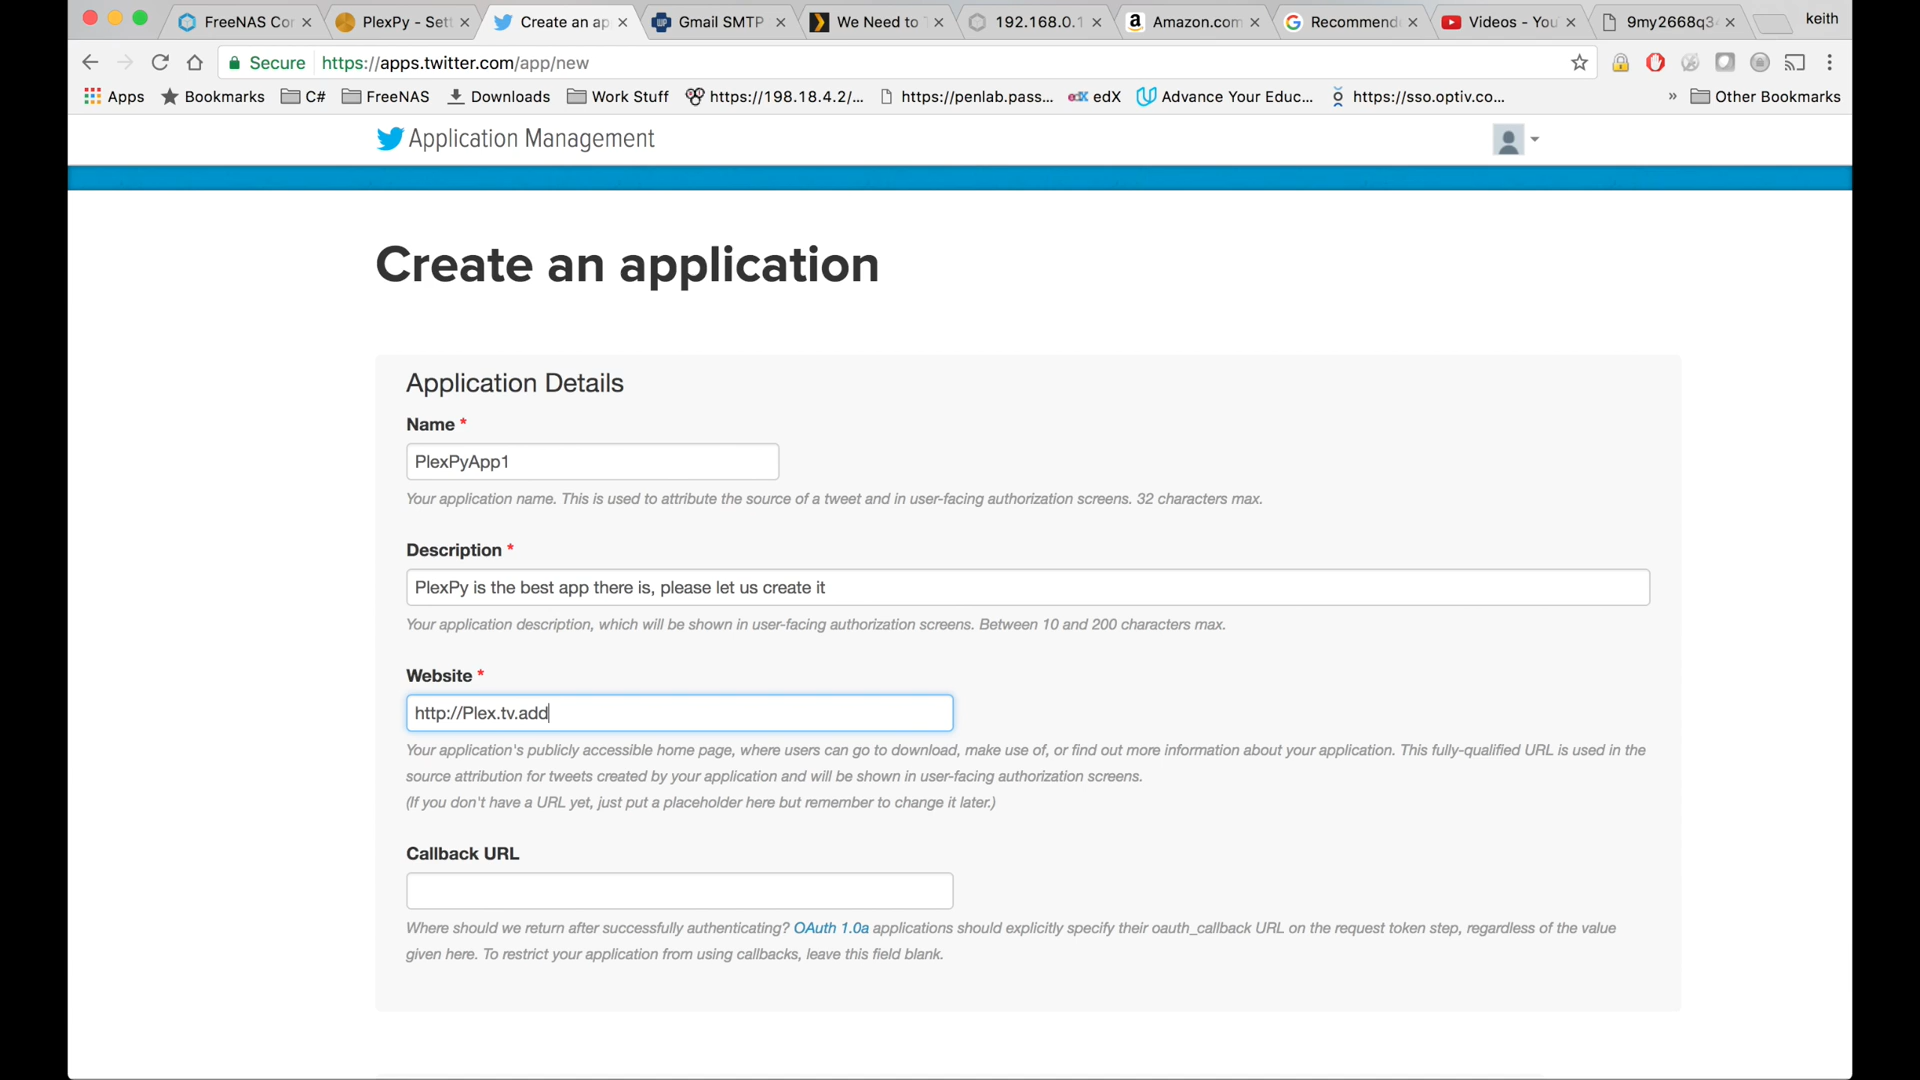 FreeNAS Co
PlexPy - Sett
Create an ap
Gmail SMTP
We Need to
192.168.0.1
Amazon.com
Recommend
Videos - You
9my2668q3
keith
Secure
https://apps.twitter.com/app/new
Apps
Bookmarks
C#
FreeNAS
Downloads
Work Stuff
https://198.18.4.2/...
https://penlab.pass...
edX
edX
Advance Your Educ...
https://sso.optiv.co...
»
Other Bookmarks
Application Management
Create an application
Application Details
Name *
PlexPyApp1
Your application name. This is used to attribute the source of a tweet and in user-facing authorization screens. 32 characters max.
Description *
PlexPy is the best app there is, please let us create it
Your application description, which will be shown in user-facing authorization screens. Between 10 and 200 characters max.
Website *
http://Plex.tv.add
Your application's publicly accessible home page, where users can go to download, make use of, or find out more information about your application. This fully-qualified URL is used in the
source attribution for tweets created by your application and will be shown in user-facing authorization screens.
(If you don't have a URL yet, just put a placeholder here but remember to change it later.)
Callback URL
Where should we return after successfully authenticating? OAuth 1.0a applications should explicitly specify their oauth_callback URL on the request token step, regardless of the value
given here. To restrict your application from using callbacks, leave this field blank.